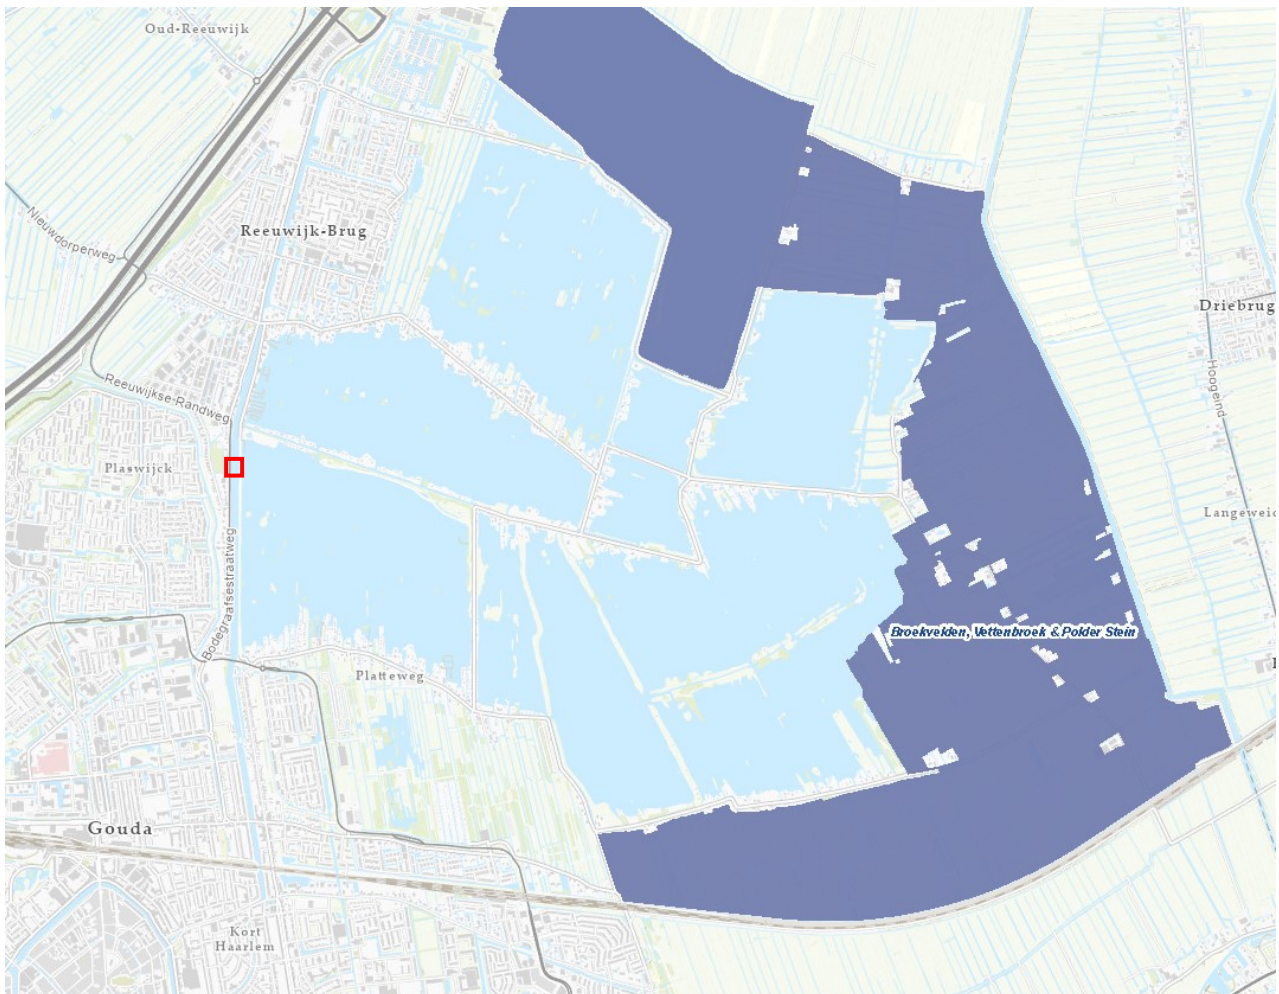 Oud-Reeuwijk
Nieuwdorperweg
Reeuwijk-Brug
Driebrug
Reeuwijkse-Randweg
Hoogeind
Plaswijck
Langeweid
Bodegraafsestraatweg
Broekvelden, Vettenbroek & Polder Stein
Platteweg
Gouda
Kort
Haarlem